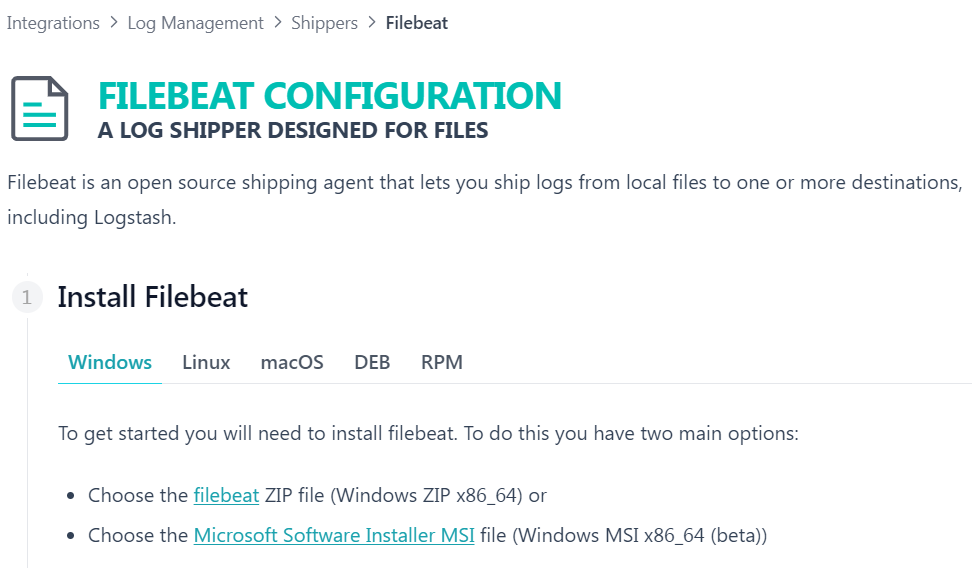 Integrations > Log Management > Shippers > Filebeat
FILEBEAT CONFIGURATION
A LOG SHIPPER DESIGNED FOR FILES
Filebeat is an open source shipping agent that lets you ship logs from local files to one or more destinations,
including Logstash.
1 Install Filebeat
Windows Linux macOS DEB RPM
To get started you will need to install filebeat. To do this you have two main options:
• Choose the filebeat ZIP file (Windows ZIP x86_64) or
• Choose the Microsoft Software Installer MSI file (Windows MSI x86_64 (beta))